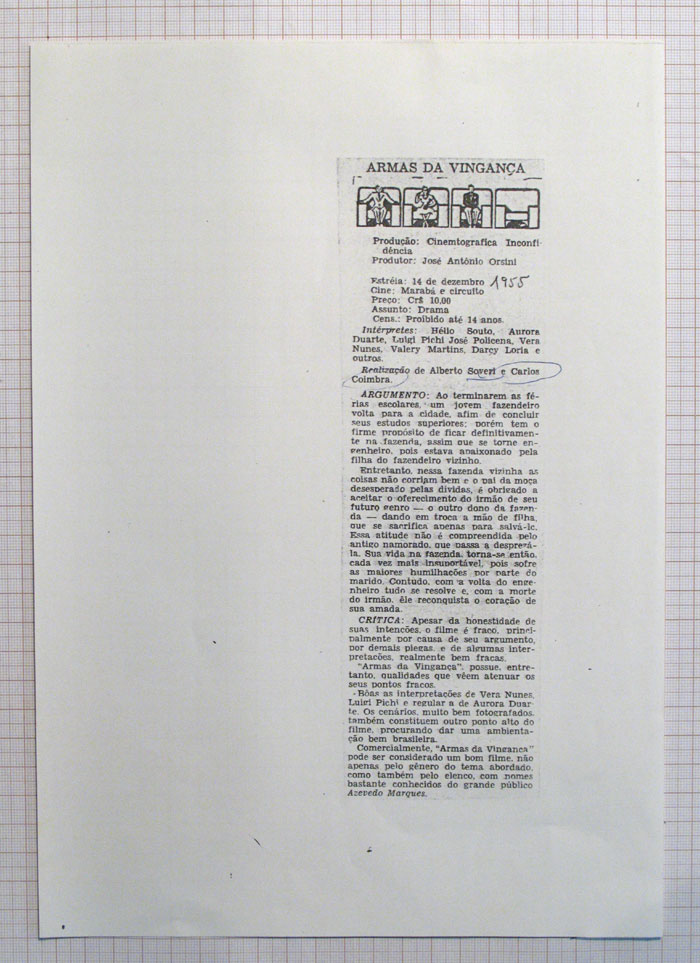 ARMAS DA VINGANÇA
Produção: Cinemtografica Inconfi-
dência
Produtor: José Antônio Orsini
Estréia: 14 de dezembro 1955
Cine: Marabá e circuito
Preço: Cr$ 10,00
Assunto: Drama
Cens.: Proibido até 14 anos.
Intérpretes: Hélio Souto, Aurora
Duarte, Luigi Pichi José Policena, Vera
Nunes, Valery Martins, Darcy Loria e
outros.
Realização de Alberto Soveri e Carlos
Coimbra.
ARGUMENTO: Ao terminarem as fé-
rias escolares, um jovem fazendeiro
volta para a cidade, afim de concluir
seus estudos superiores; porém tem o
firme propósito de ficar definitivamen-
te na fazenda, assim que se torne en-
genheiro, pois estava apaixonado pela
filha do fazendeiro vizinho.
Entretanto, nessa fazenda vizinha as
coisas não corriam bem e o pai da moça
desesperado pelas dívidas, é obrigado a
aceitar o oferecimento do irmão de seu
futuro genro — o outro dono da fazen-
da — dando em troca a mão de filha,
que se sacrifica apenas para salvá-lo.
Essa atitude não é compreendida pelo
antigo namorado, que passa a desprezá-
la. Sua vida na fazenda, torna-se então,
cada vez mais insuportável, pois sofre
as maiores humilhações por parte do
marido. Contudo, com a volta do enge-
nheiro tudo se resolve e, com a morte
do irmão, êle reconquista o coração de
sua amada.
CRÍTICA: Apesar da honestidade de
suas intenções, o filme é fraco, princi-
palmente por causa de seu argumento,
por demais piegas, e de algumas inter-
pretações, realmente bem fracas.
"Armas da Vingança", possue, entre-
tanto, qualidades que vêem atenuar os
seus pontos fracos.
Bôas as interpretações de Vera Nunes,
Luigi Pichi e regular a de Aurora Duar-
te. Os cenários, muito bem fotografados,
também constituem outro ponto alto do
filme, procurando dar uma ambienta-
ção bem brasileira.
Comercialmente, "Armas da Vingança"
pode ser considerado um bom filme, não
apenas pelo gênero do tema abordado,
como também pelo elenco, com nomes
bastante conhecidos do grande público
Azevedo Marques.